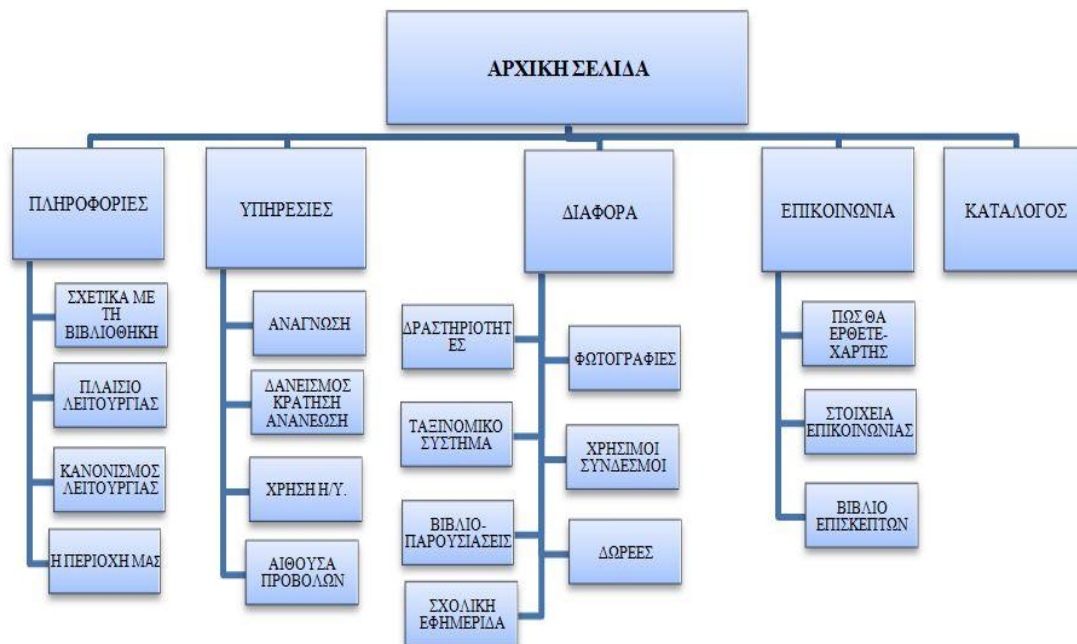 ΑΡΧΙΚΗ ΣΕΛΙΔΑ
ΠΛΗΡΟΦΟΡΙΕΣ
ΣΧΕΤΙΚΑ ΜΕ
ΤΗ
ΒΙΒΛΙΟΘΗΚΗ
ΠΛΑΙΣΙΟ
ΛΕΙΤΟΥΡΓΙΑΣ
ΚΑΝΟΝΙΣΜΟΣ
ΛΕΙΤΟΥΡΓΙΑΣ
Η ΠΕΡΙΟΧΗ ΜΑΣ
ΥΠΗΡΕΣΙΕΣ
ΑΝΑΓΝΩΣΗ
ΔΑΝΕΙΣΜΟΣ
ΚΡΑΤΗΣΗ
ΑΝΑΝΕΩΣΗ
ΧΡΗΣΗ Η/Υ.
ΑΙΘΟΥΣΑ
ΠΡΟΒΟΛΩΝ
ΔΙΑΦΟΡΑ
ΔΡΑΣΤΗΡΙΟΤΗΤ
ΕΣ
ΦΩΤΟΓΡΑΦΙΕΣ
ΤΑΞΙΝΟΜΙΚΟ
ΣΥΣΤΗΜΑ
ΧΡΗΣΙΜΟΙ
ΣΥΝΔΕΣΜΟΙ
ΒΙΒΛΙΟ-
ΠΑΡΟΥΣΙΑΣΕΙΣ
ΔΩΡΕΕΣ
ΣΧΟΛΙΚΗ
ΕΦΗΜΕΡΙΔΑ
ΕΠΙΚΟΙΝΩΝΙΑ
ΠΩΣ ΘΑ
ΕΡΘΕΤΕ-
ΧΑΡΤΗΣ
ΣΤΟΙΧΕΙΑ
ΕΠΙΚΟΙΝΩΝΙΑΣ
ΒΙΒΛΙΟ
ΕΠΙΣΚΕΠΤΩΝ
ΚΑΤΑΛΟΓΟΣ